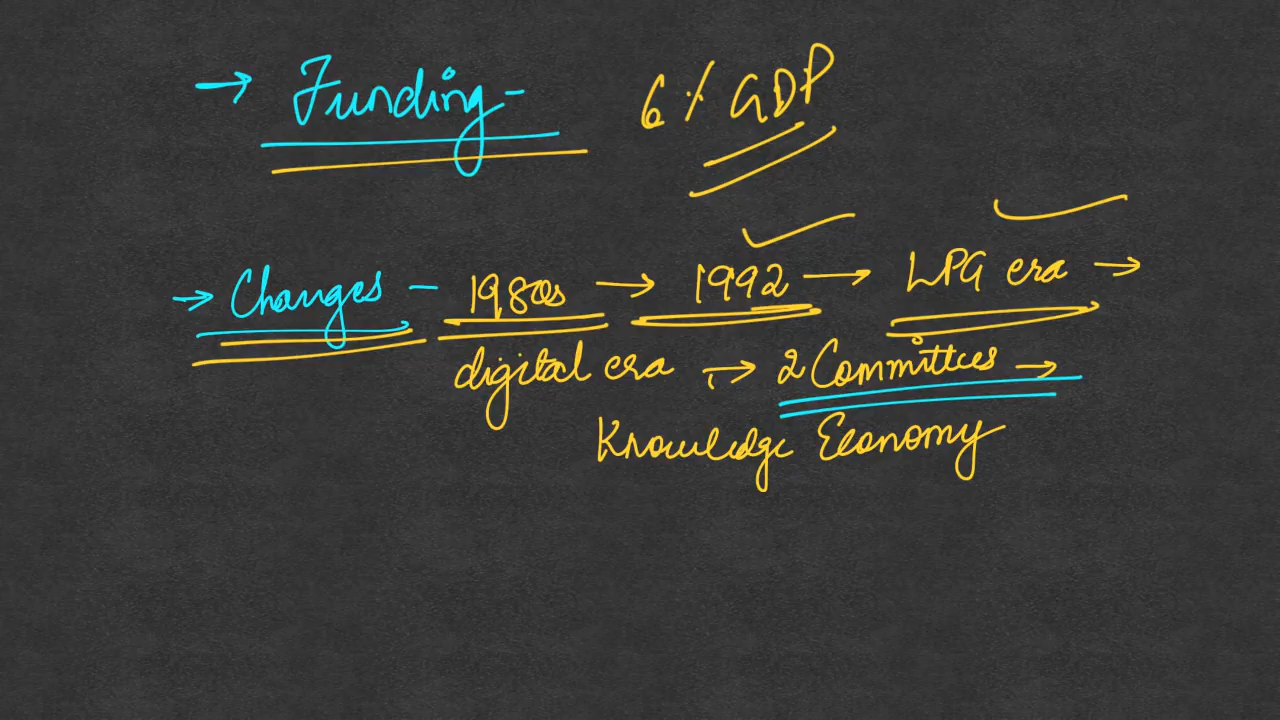 → Funding - 6% GDP
→ Changes - 1980s → 1992 → LPG era →
digital era → 2 Committees →
Knowledge Economy